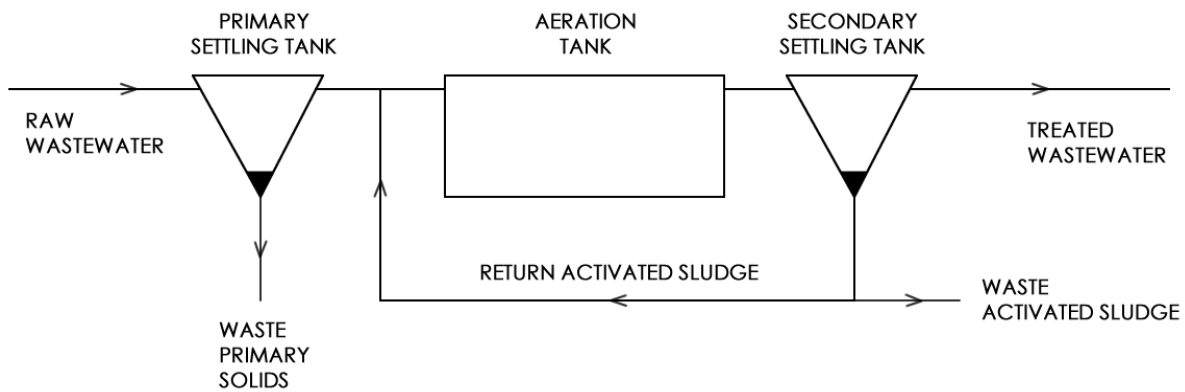 PRIMARY
SETTLING TANK
AERATION
TANK
SECONDARY
SETTLING TANK
RAW
WASTEWATER
TREATED
WASTEWATER
RETURN ACTIVATED SLUDGE
WASTE
ACTIVATED SLUDGE
WASTE
PRIMARY
SOLIDS